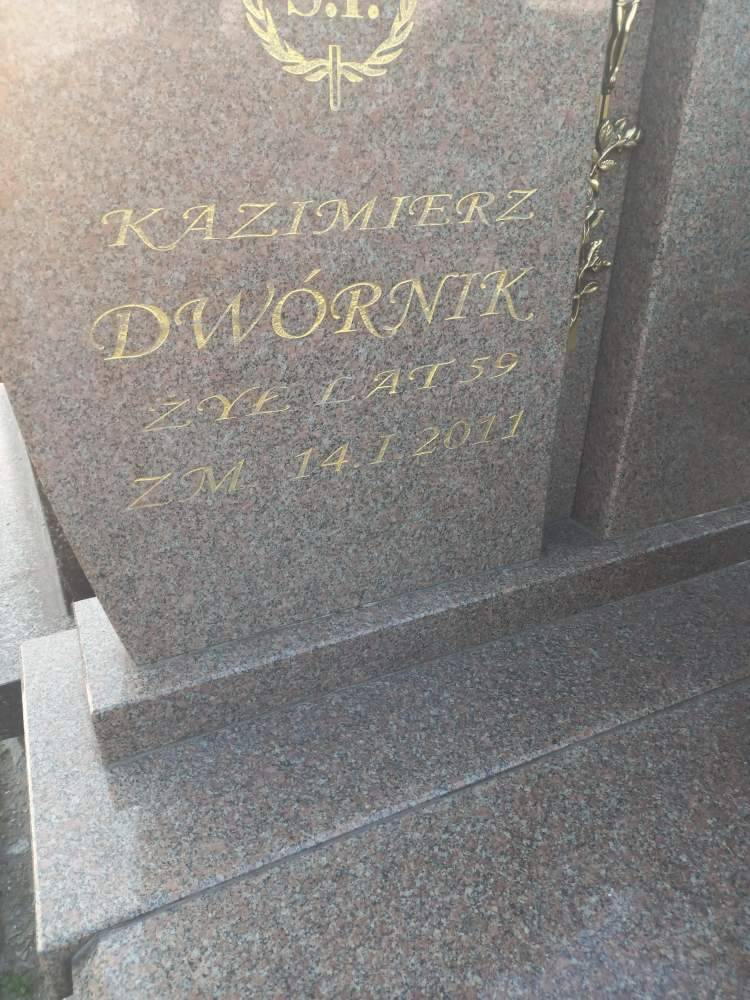 Ś.P.
KAZIMIERZ
DWÓRNIK
ŻYŁ LAT 59
ZM 14.I 2011